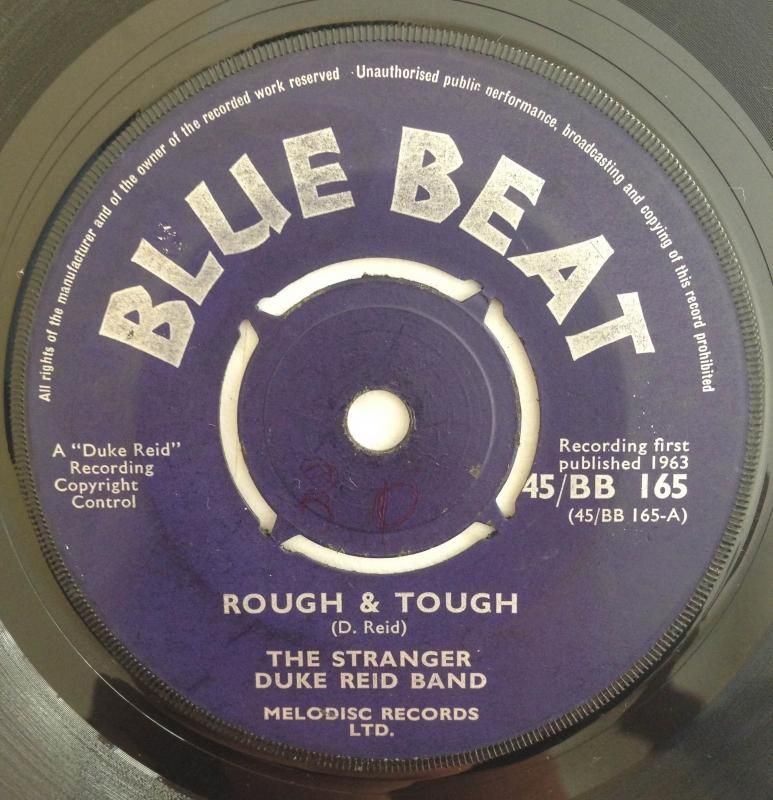 All rights of the manufacturer and of the owner of the recorded work reserved · Unauthorised public performance, broadcasting and copying of this record prohibited
BLUE BEAT
A "Duke Reid"
Recording
Copyright
Control
Recording first
published 1963
45/BB 165
(45/BB 165-A)
ROUGH & TOUGH
(D. Reid)
THE STRANGER
DUKE REID BAND
MELODISC RECORDS
LTD.